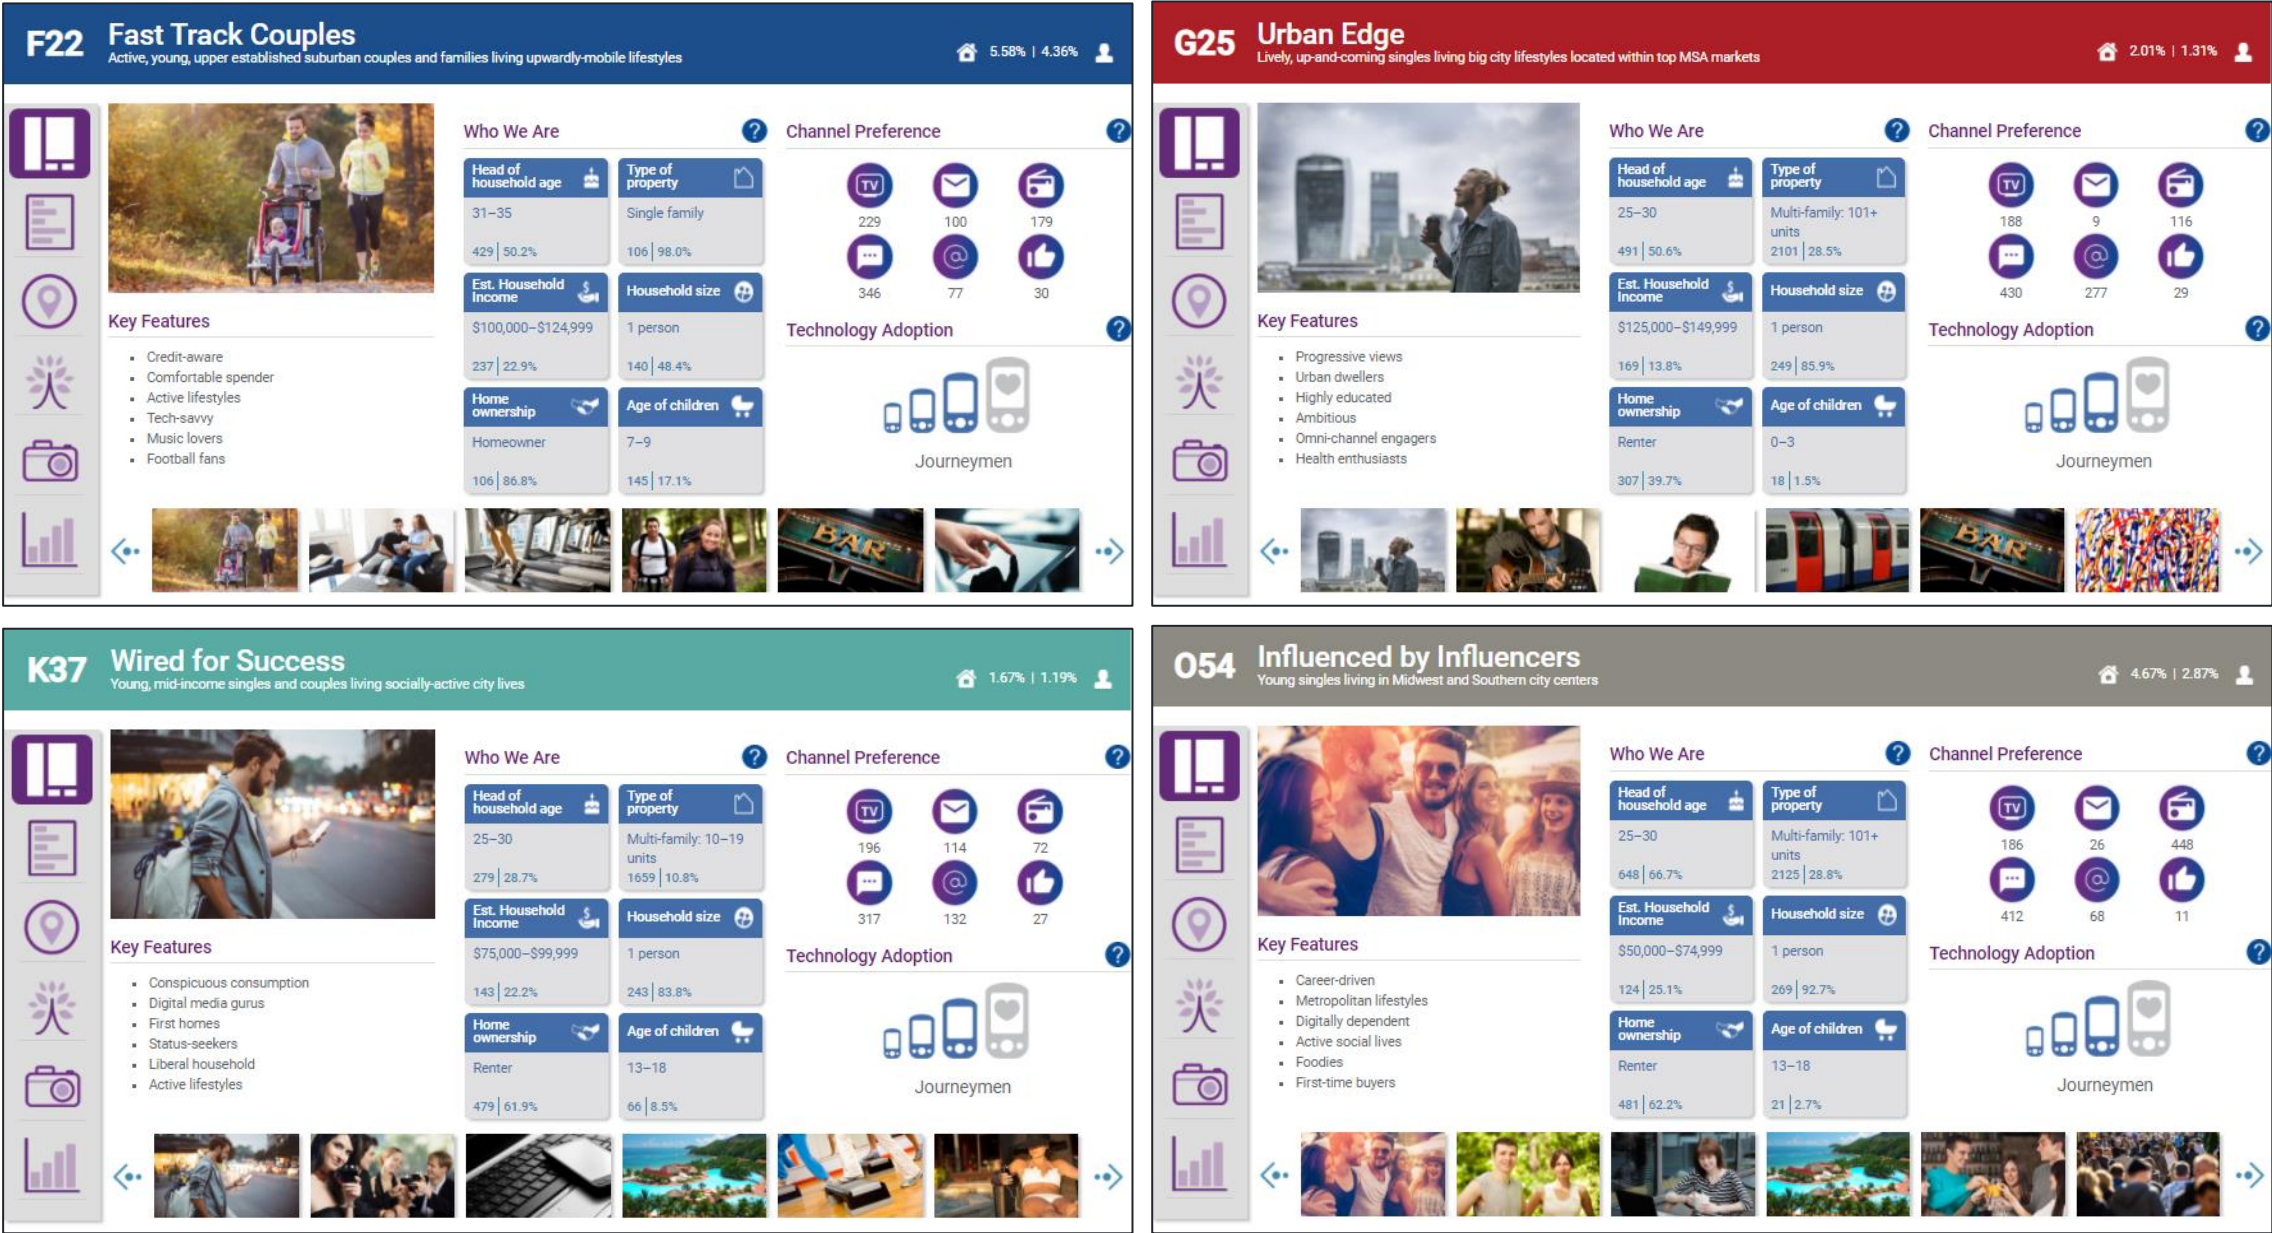 F22
Fast Track Couples
Active, young, upper established suburban couples and families living upwardly-mobile lifestyles
5.58% | 4.36%
Who We Are
?
Head of
household age
31–35
429 | 50.2%
Type of
property
Single family
106 | 98.0%
Est. Household
Income
$100,000–$124,999
237 | 22.9%
Household size
1 person
140 | 48.4%
Home
ownership
Homeowner
106 | 86.8%
Age of children
7–9
145 | 17.1%
Channel Preference
?
TV
229
100
179
346
@
77
30
Technology Adoption
?
Journeymen
Key Features
Credit-aware
Comfortable spender
Active lifestyles
Tech-savvy
Music lovers
Football fans
BAR
G25
Urban Edge
Lively, up-and-coming singles living big city lifestyles located within top MSA markets
2.01% | 1.31%
Who We Are
?
Head of
household age
25–30
491 | 50.6%
Type of
property
Multi-family: 101+
units
2101 | 28.5%
Est. Household
Income
$125,000–$149,999
169 | 13.8%
Household size
1 person
249 | 85.9%
Home
ownership
Renter
307 | 39.7%
Age of children
0–3
18 | 1.5%
Channel Preference
?
TV
188
9
116
430
@
277
29
Technology Adoption
?
Journeymen
Key Features
Progressive views
Urban dwellers
Highly educated
Ambitious
Omni-channel engagers
Health enthusiasts
BAR
K37
Wired for Success
Young, mid-income singles and couples living socially-active city lives
1.67% | 1.19%
Who We Are
?
Head of
household age
25–30
279 | 28.7%
Type of
property
Multi-family: 10–19
units
1659 | 10.8%
Est. Household
Income
$75,000–$99,999
143 | 22.2%
Household size
1 person
243 | 83.8%
Home
ownership
Renter
479 | 61.9%
Age of children
13–18
66 | 8.5%
Channel Preference
?
TV
196
114
72
317
@
132
27
Technology Adoption
?
Journeymen
Key Features
Conspicuous consumption
Digital media gurus
First homes
Status-seekers
Liberal household
Active lifestyles
O54
Influenced by Influencers
Young singles living in Midwest and Southern city centers
4.67% | 2.87%
Who We Are
?
Head of
household age
25–30
648 | 66.7%
Type of
property
Multi-family: 101+
units
2125 | 28.8%
Est. Household
Income
$50,000–$74,999
124 | 25.1%
Household size
1 person
269 | 92.7%
Home
ownership
Renter
481 | 62.2%
Age of children
13–18
21 | 2.7%
Channel Preference
?
TV
186
26
448
412
@
68
11
Technology Adoption
?
Journeymen
Key Features
Career-driven
Metropolitan lifestyles
Digitally dependent
Active social lives
Foodies
First-time buyers